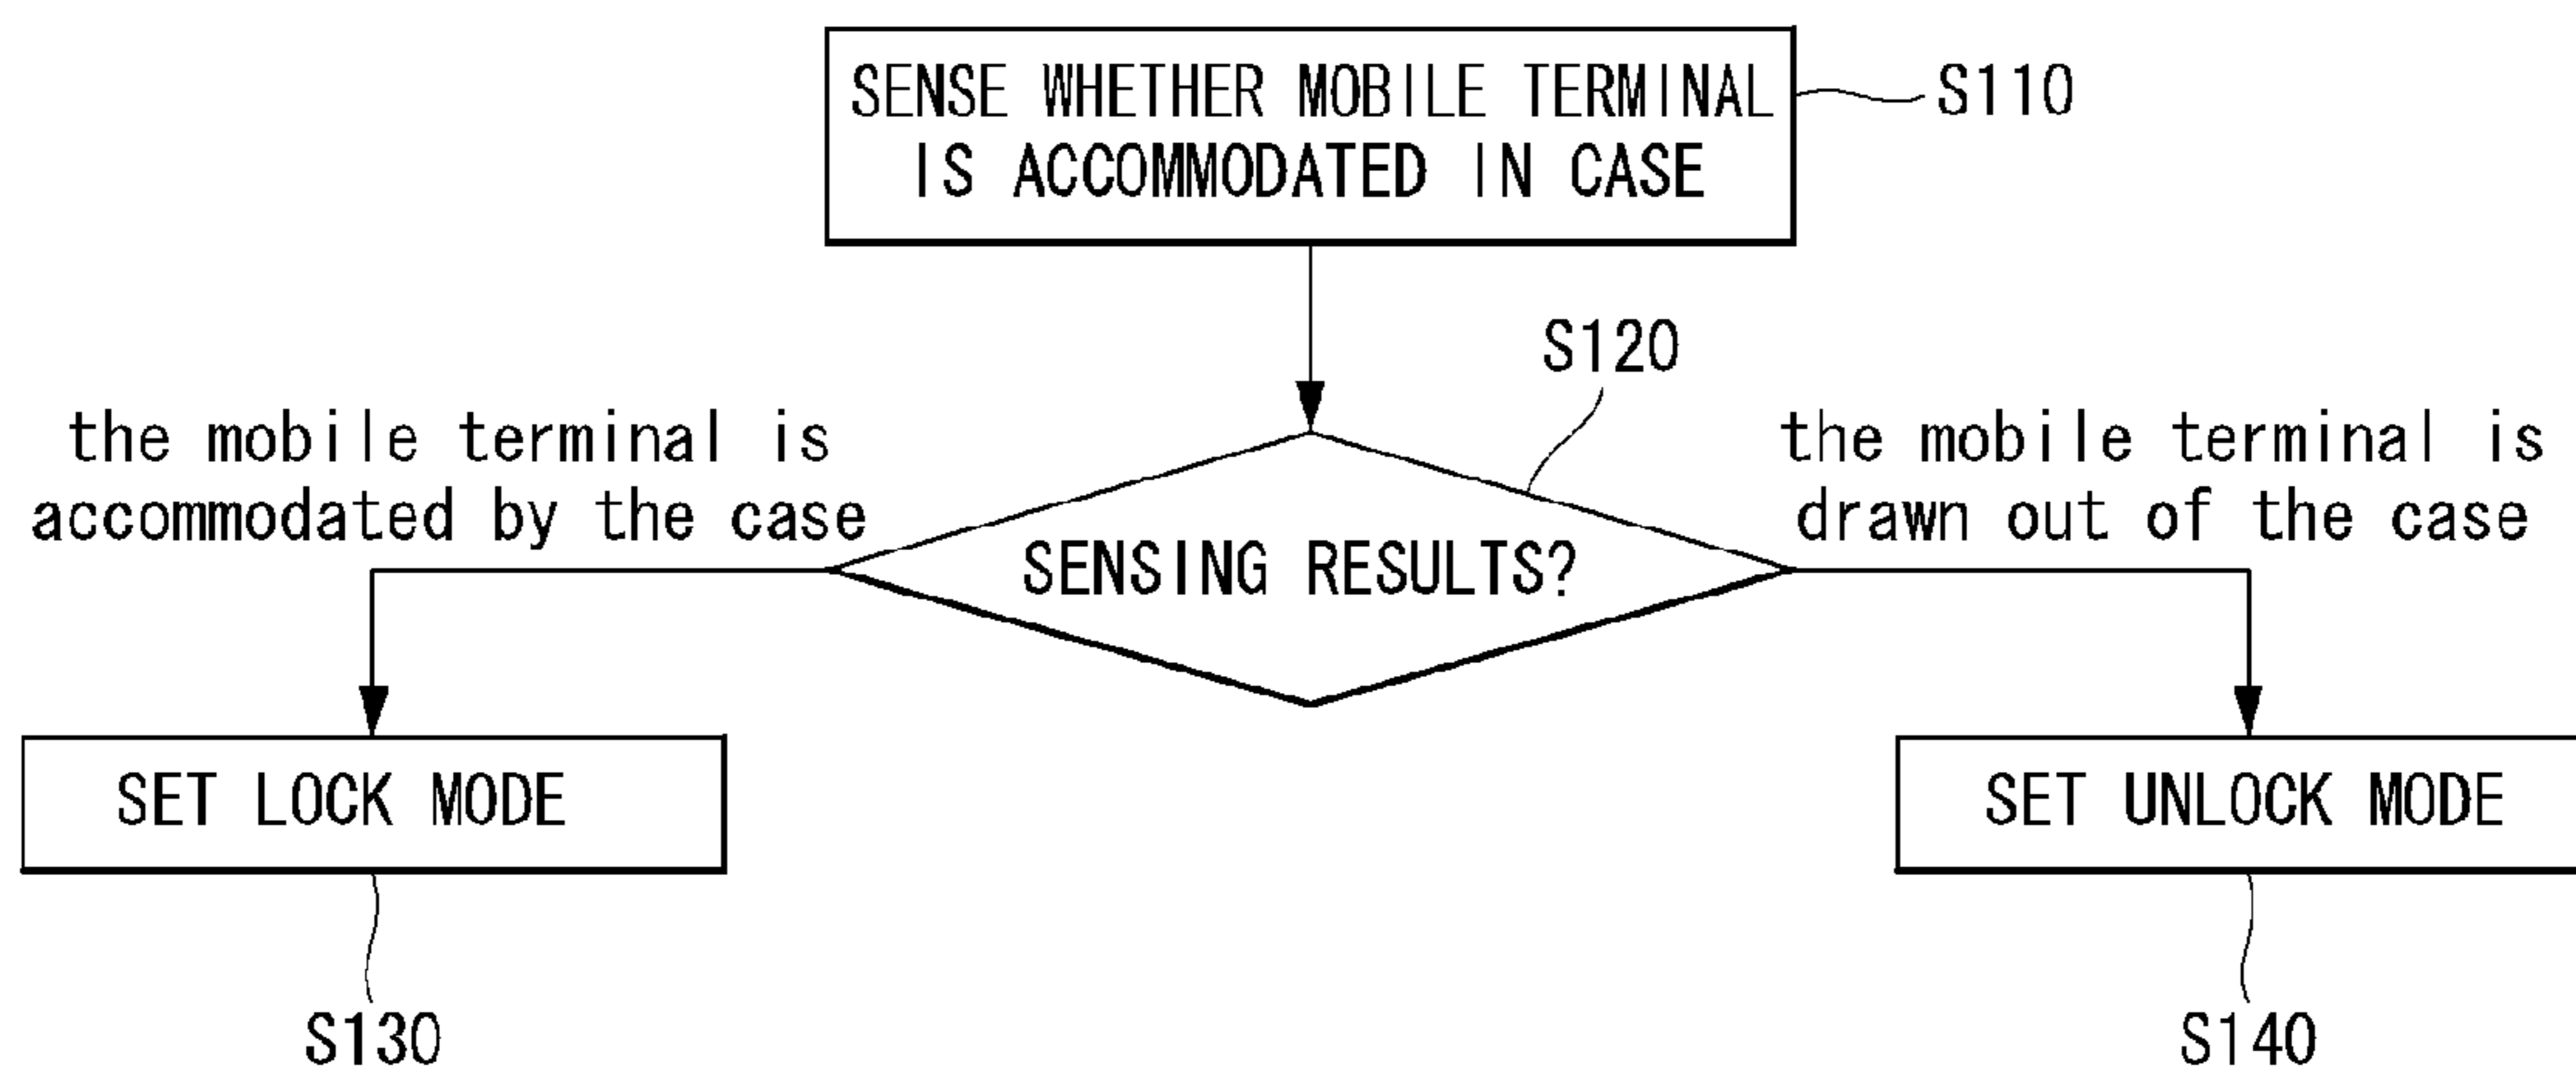 SENSE WHETHER MOBILE TERMINAL
IS ACCOMMODATED IN CASE
S110
S120
the mobile terminal is
accommodated by the case
the mobile terminal is
drawn out of the case
SENSING RESULTS?
SET LOCK MODE
SET UNLOCK MODE
S130
S140